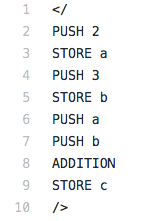 1 </
2 PUSH 2
3 STORE a
4 PUSH 3
5 STORE b
6 PUSH a
7 PUSH b
8 ADDITION
9 STORE c
10 />